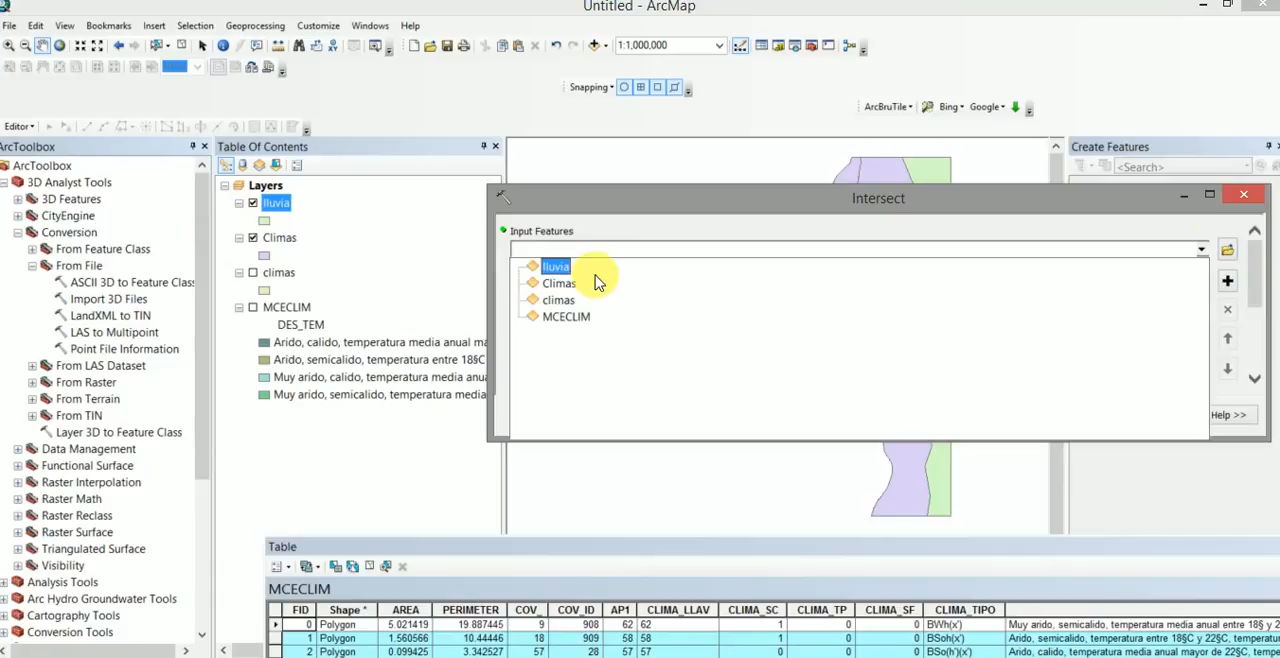 Untitled - ArcMap
File Edit View Bookmarks Insert Selection Geoprocessing Customize Windows Help
1:1,000,000
Snapping
ArcBruTile Bing Google
Editor
ArcToolbox
Table Of Contents
Create Features
ArcToolbox
<Search>
3D Analyst Tools
3D Features
CityEngine
Conversion
From Feature Class
From File
ASCII 3D to Feature Clas
Import 3D Files
LandXML to TIN
LAS to Multipoint
Point File Information
From LAS Dataset
From Raster
From Terrain
From TIN
Layer 3D to Feature Class
Data Management
Functional Surface
Raster Interpolation
Raster Math
Raster Reclass
Raster Surface
Triangulated Surface
Visibility
Analysis Tools
Arc Hydro Groundwater Tools
Cartography Tools
Conversion Tools
Layers
lluvia
Climas
climas
MCECLIM
DES_TEM
Arido, calido, temperatura media anual ma
Arido, semicalido, temperatura entre 18§C
Muy arido, calido, temperatura media anua
Muy arido, semicalido, temperatura media
Intersect
Input Features
lluvia
Climas
climas
MCECLIM
Help >>
Table
MCECLIM
FID Shape * AREA PERIMETER COV_ COV_ID AP1 CLIMA_LLAV CLIMA_SC CLIMA_TP CLIMA_SF CLIMA_TIPO
0 Polygon 5.021419 19.887445 9 908 62 62 1 0 0 BWh(x') Muy arido, semicalido, temperatura entre 18§ y
1 Polygon 1.560566 10.44446 18 909 58 58 1 0 0 BSoh(x') Arido, semicalido, temperatura entre 18§C y 22§C, tempe
2 Polygon 0.099425 3.342527 57 28 57 57 0 0 0 BSo(h')(x') Arido, calido, temperatura media anual mayor de 22§C, tempe